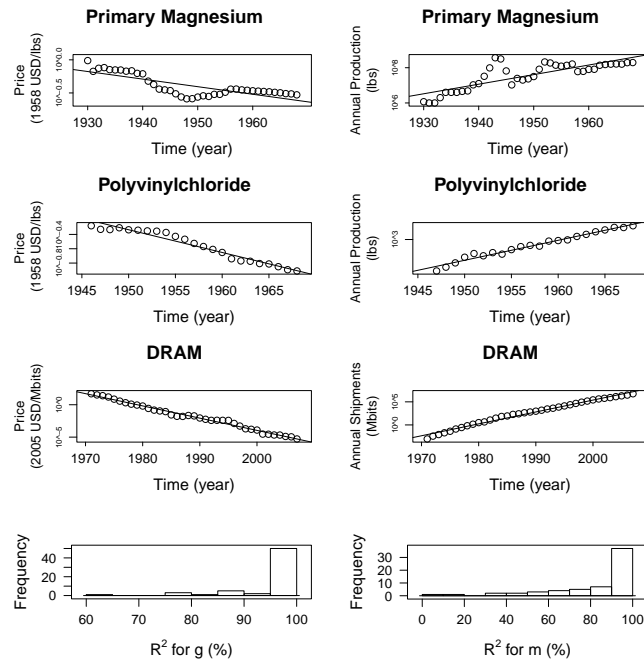 Primary Magnesium
Price
(1958 USD/lbs)
10^0.0
10^-0.5
1930 1940 1950 1960
Time (year)
Primary Magnesium
Annual Production
(lbs)
10^8
10^6
1930 1940 1950 1960
Time (year)
Polyvinylchloride
Price
(1958 USD/lbs)
10^-0.4
10^-0.8
1945 1950 1955 1960 1965
Time (year)
Polyvinylchloride
Annual Production
(lbs)
10^3
1945 1950 1955 1960 1965
Time (year)
DRAM
Price
(2005 USD/Mbits)
10^0
10^-5
1970 1980 1990 2000
Time (year)
DRAM
Annual Shipments
(Mbits)
10^5
10^0
1970 1980 1990 2000
Time (year)
Frequency
40
20
0
60 70 80 90 100
R² for g (%)
Frequency
30
20
10
0
0 20 40 60 80 100
R² for m (%)